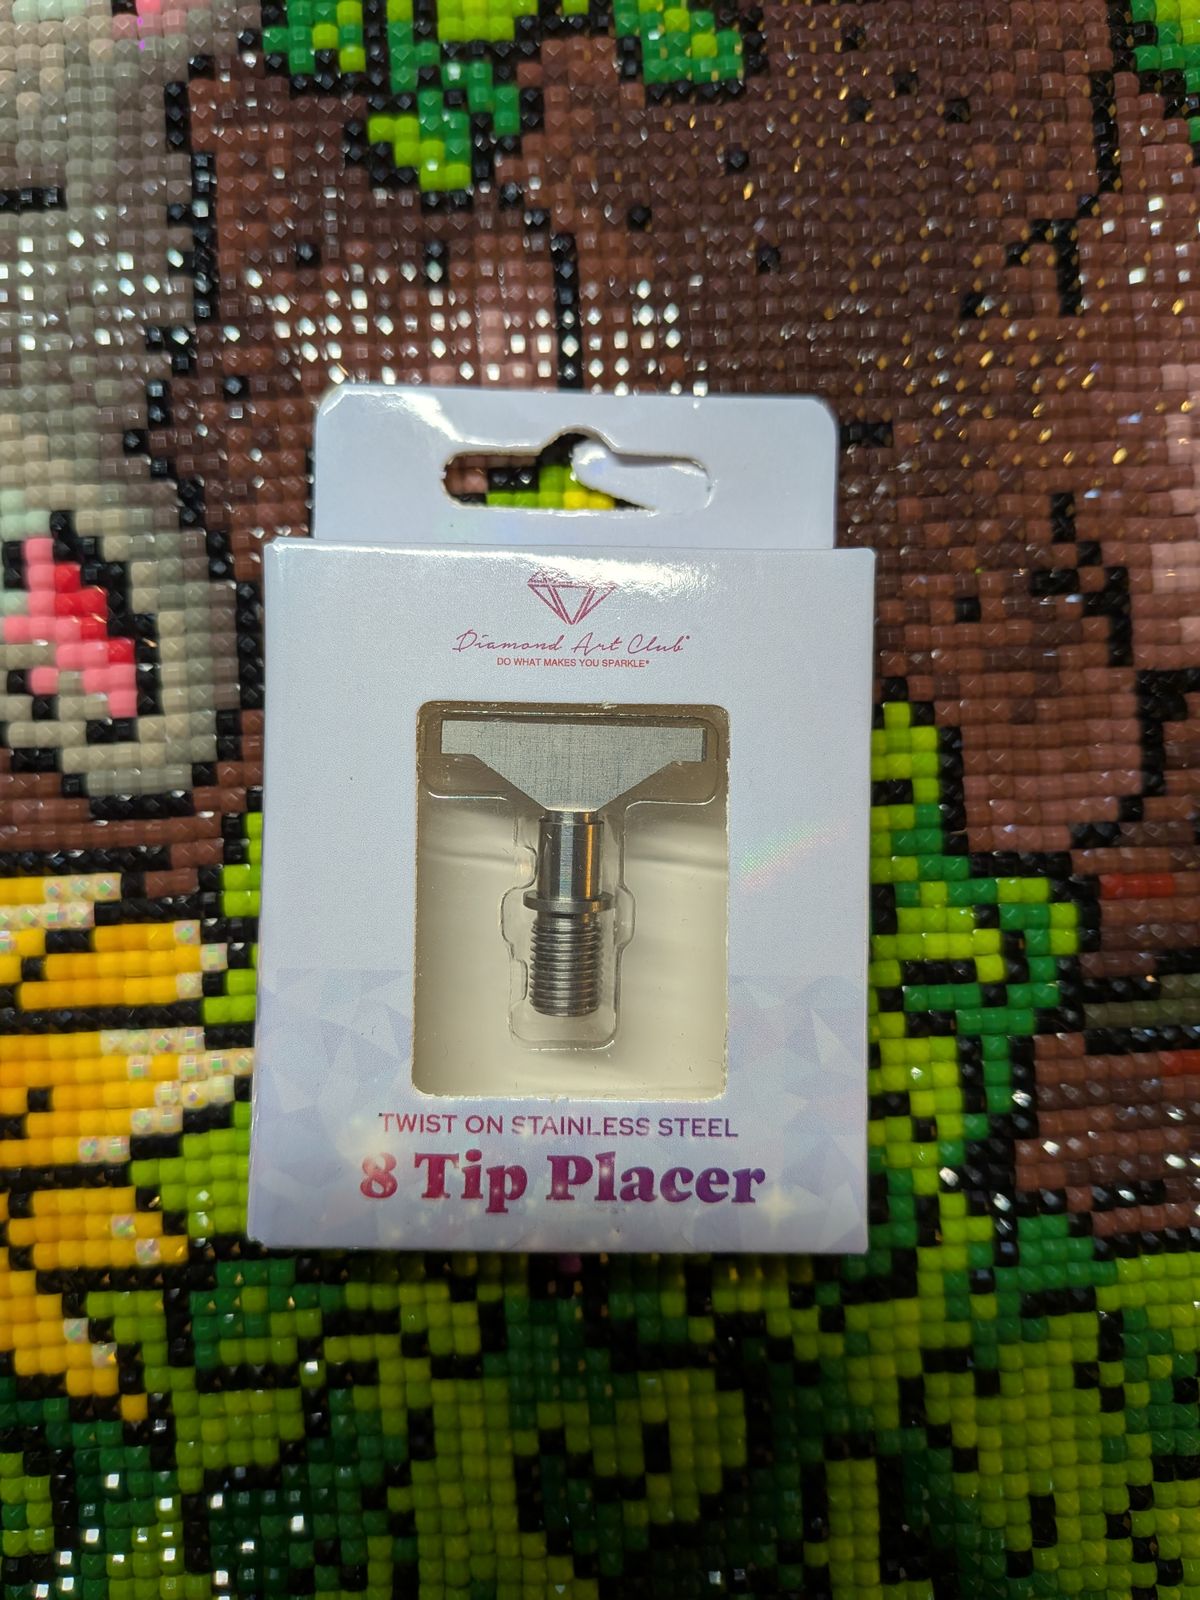 Diamond Art Club®
DO WHAT MAKES YOU SPARKLE®
TWIST ON STAINLESS STEEL
8 Tip Placer